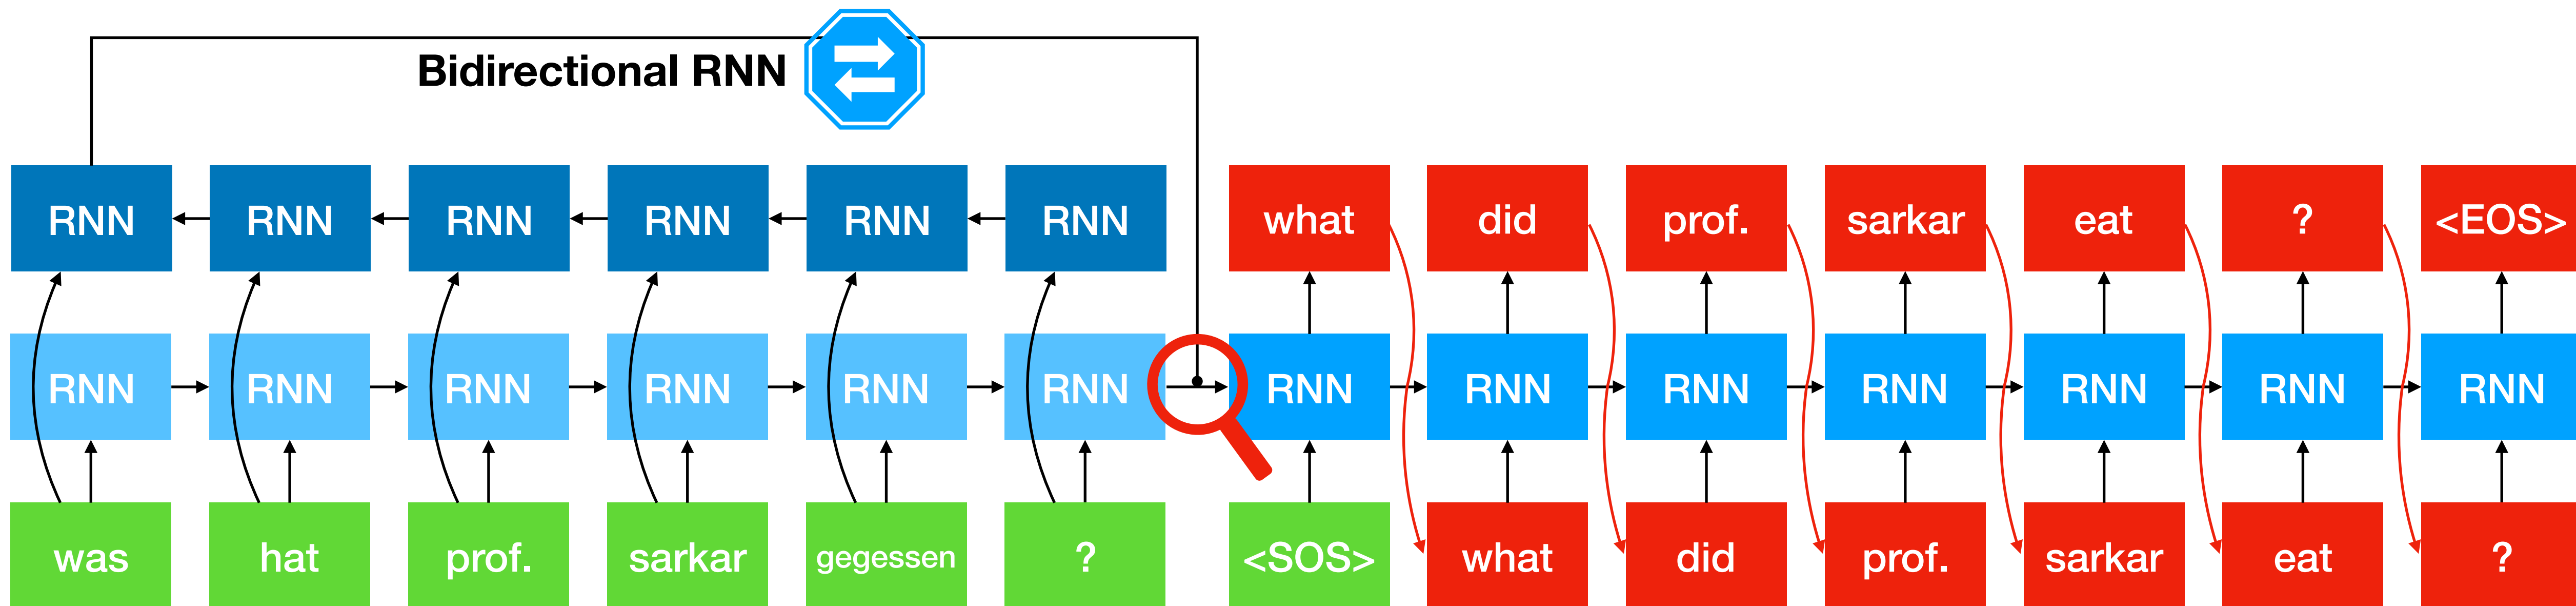 Bidirectional RNN
RNN RNN RNN RNN RNN RNN what did prof. sarkar eat ? <EOS>
RNN RNN RNN RNN RNN RNN RNN RNN RNN RNN RNN RNN RNN
was hat prof. sarkar gegessen ? <SOS> what did prof. sarkar eat ?